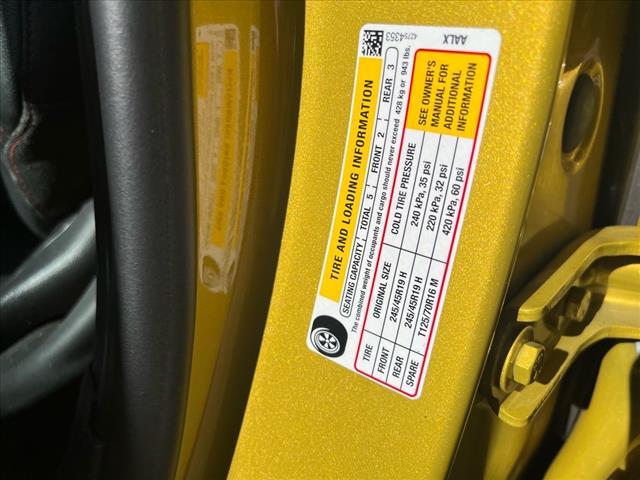 42754353
AALX
TIRE AND LOADING INFORMATION
SEATING CAPACITY TOTAL 5 FRONT 2 REAR 3
The combined weight of occupants and cargo should never exceed 428 kg or 943 lbs.
TIRE ORIGINAL SIZE COLD TIRE PRESSURE
FRONT 245/45R19 H 240 kPa, 35 psi
REAR 245/45R19 H 220 kPa, 32 psi
SPARE T125/70R16 M 420 kPa, 60 psi
SEE OWNER'S
MANUAL FOR
ADDITIONAL
INFORMATION